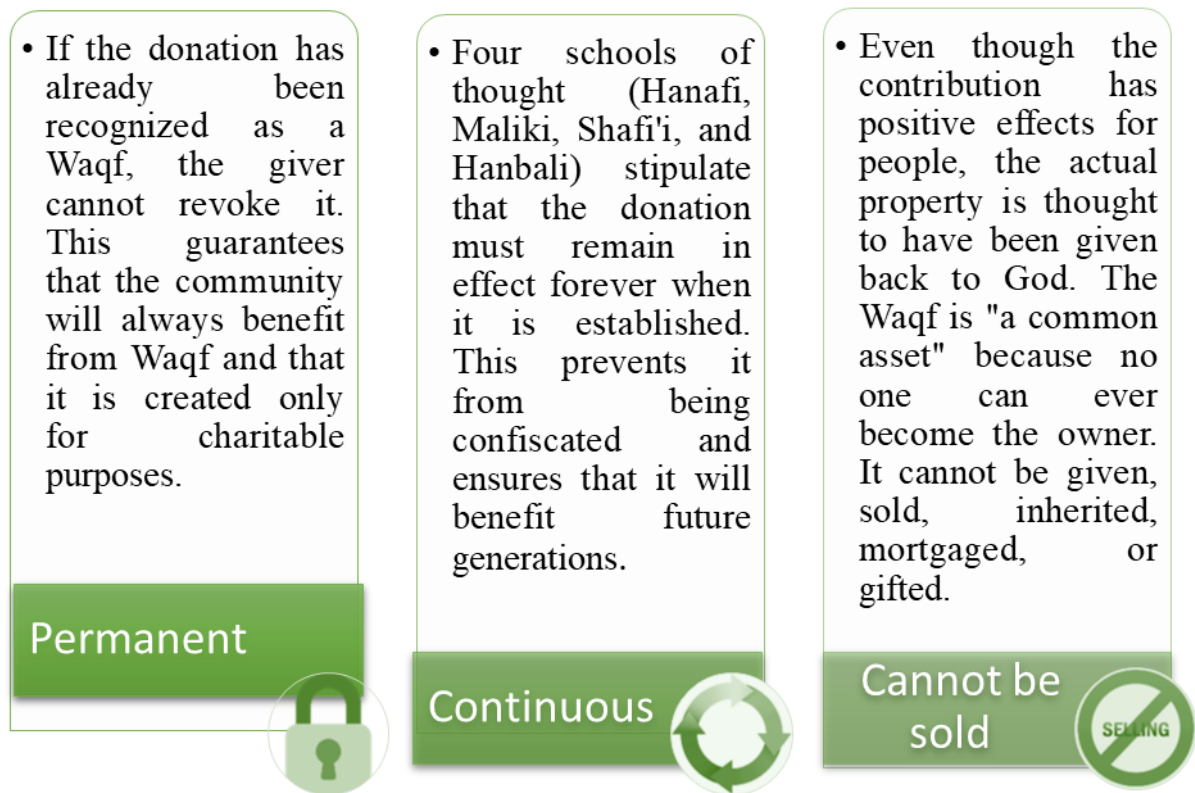 • If the donation has
already been
recognized as a
Waqf, the giver
cannot revoke it.
This guarantees
that the community
will always benefit
from Waqf and that
it is created only
for charitable
purposes.
Permanent
• Four schools of
thought (Hanafi,
Maliki, Shafi'i, and
Hanbali) stipulate
that the donation
must remain in
effect forever when
it is established.
This prevents it
from being
confiscated and
ensures that it will
benefit future
generations.
Continuous
• Even though the
contribution has
positive effects for
people, the actual
property is thought
to have been given
back to God. The
Waqf is "a common
asset" because no
one can ever
become the owner.
It cannot be given,
sold, inherited,
mortgaged, or
gifted.
Cannot be
sold
SELLING